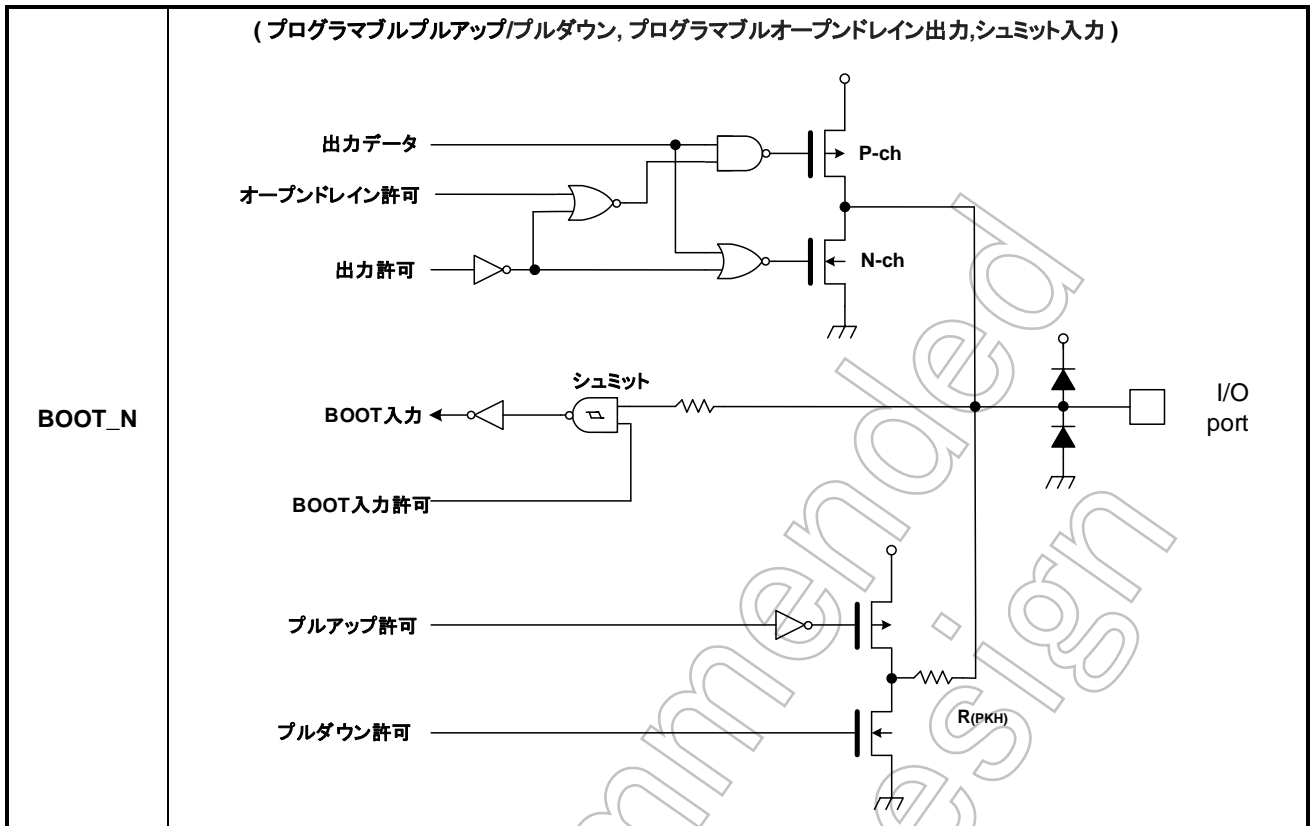 ( プログラマブルプルアップ/プルダウン, プログラマブルオープンドレイン出力,シュミット入力 )
出力データ
P-ch
オープンドレイン許可
出力許可
N-ch
シュミット
BOOT_N
BOOT入力
I/O
port
BOOT入力許可
プルアップ許可
R(PKH)
プルダウン許可
mmended
esign